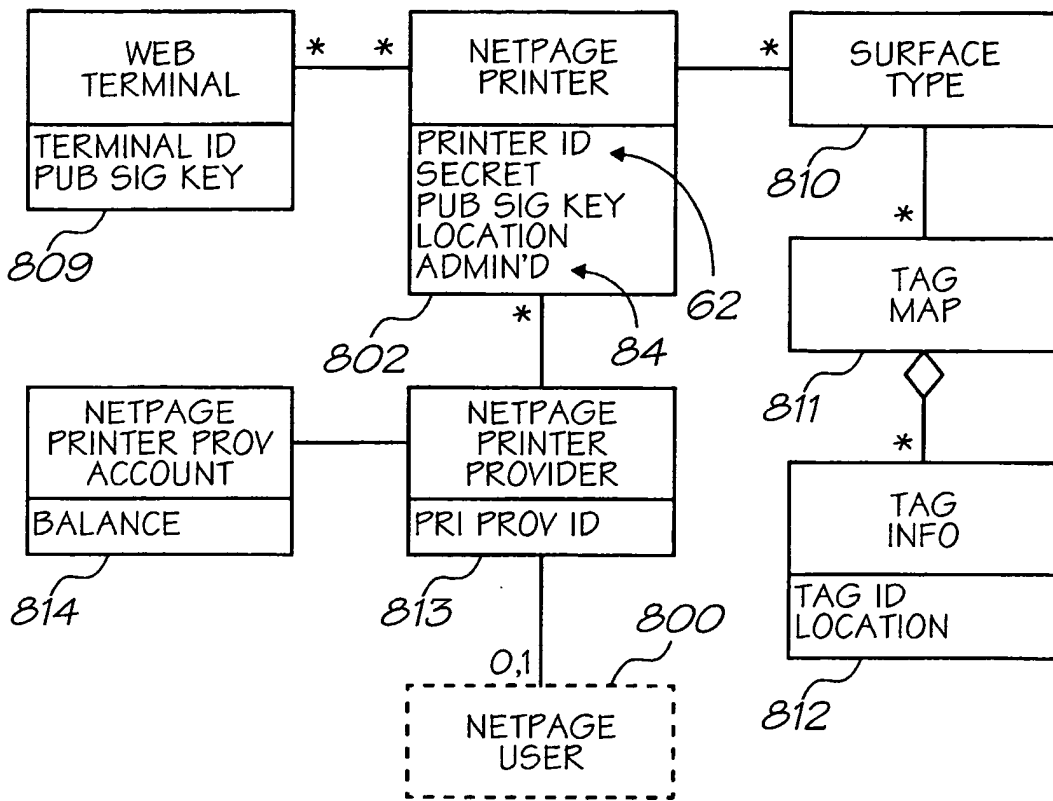 WEB
TERMINAL
TERMINAL ID
PUB SIG KEY
809
*
*
NETPAGE
PRINTER
PRINTER ID
SECRET
PUB SIG KEY
LOCATION
ADMIN'D
802
62
84
*
*
SURFACE
TYPE
810
*
TAG
MAP
811
*
TAG
INFO
TAG ID
LOCATION
812
NETPAGE
PRINTER PROV
ACCOUNT
BALANCE
814
NETPAGE
PRINTER
PROVIDER
PRI PROV ID
813
0,1
800
NETPAGE
USER